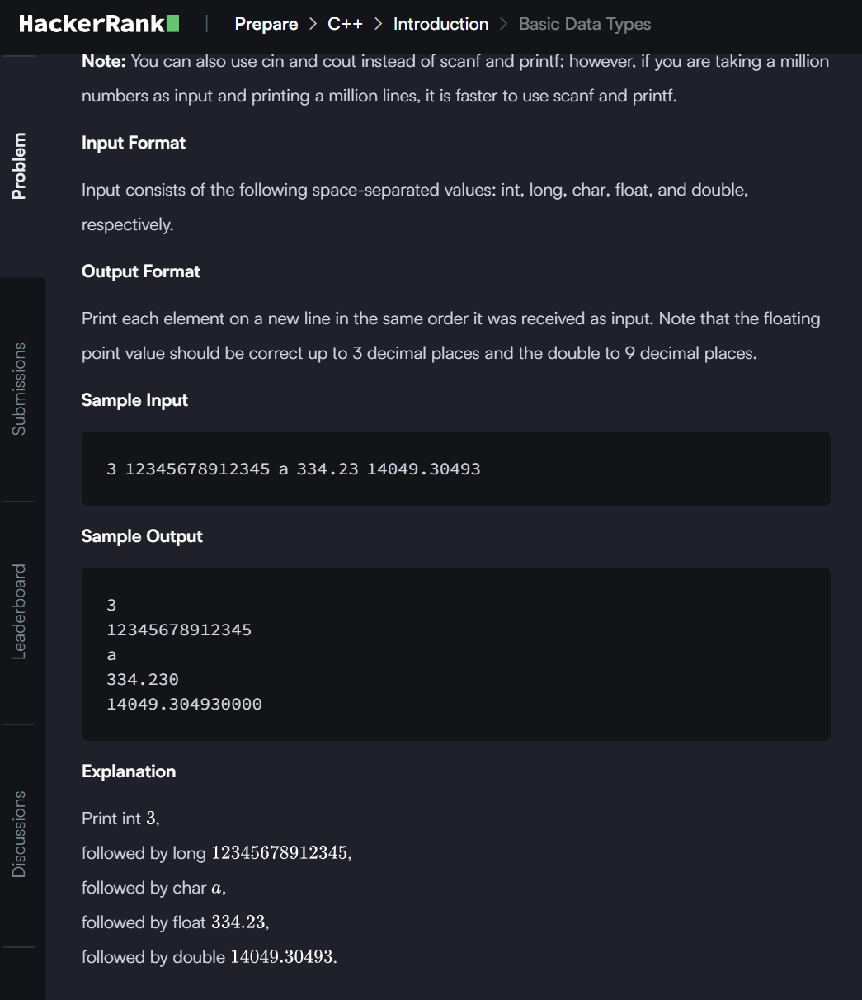 HackerRank | Prepare > C++ > Introduction > Basic Data Types
Note: You can also use cin and cout instead of scanf and printf; however, if you are taking a million
numbers as input and printing a million lines, it is faster to use scanf and printf.
Input Format
Input consists of the following space-separated values: int, long, char, float, and double,
respectively.
Output Format
Print each element on a new line in the same order it was received as input. Note that the floating
point value should be correct up to 3 decimal places and the double to 9 decimal places.
Sample Input
3 12345678912345 a 334.23 14049.30493
Sample Output
3
12345678912345
a
334.230
14049.304930000
Explanation
Print int 3,
followed by long 12345678912345,
followed by char a,
followed by float 334.23,
followed by double 14049.30493.
Problem
Submissions
Leaderboard
Discussions